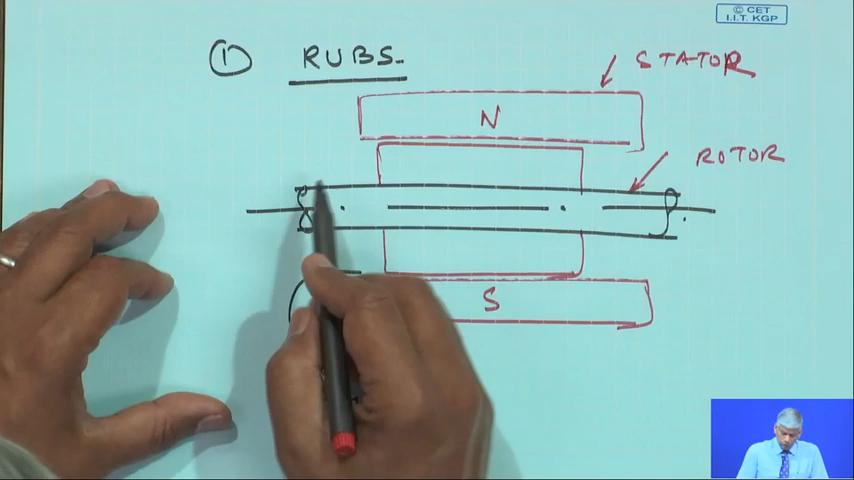 © CET
I.I.T. KGP
① RUBS.
STATOR
N
ROTOR
S